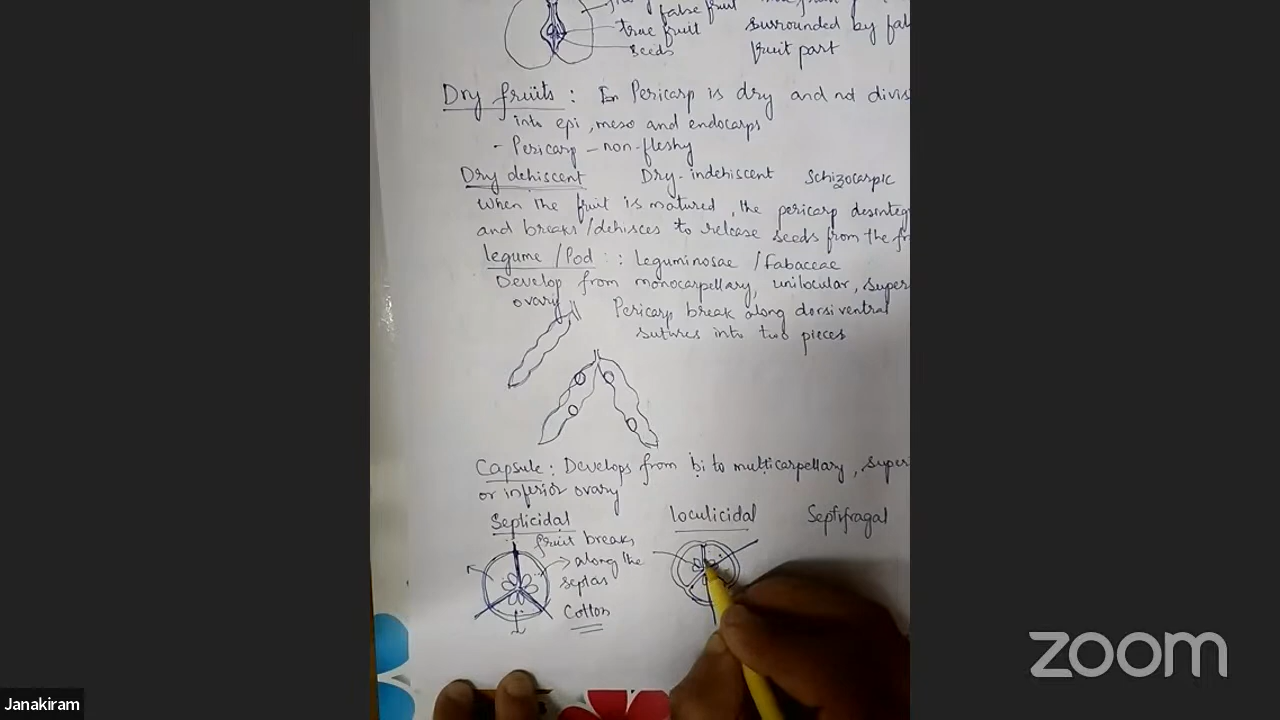 false fruit
true fruit surrounded by fal
seeds fruit part
Dry fruits : Pericarp is dry and not divis
into epi, meso and endocarps
- Pericarp - non-fleshy
Dry dehiscent Dry-indehiscent Schizocarpic
When the fruit is matured, the pericarp desinteg
and breaks/dehisces to release seeds from the fr
legume / Pod : : Leguminosae / Fabaceae
Develop from monocarpellary, unilocular, super
ovary Pericarp break along dorsiventral
sutures into two pieces
Capsule : Develops from bi to multicarpellary, superi
or inferior ovary
Septicidal loculicidal Septifragal
fruit breaks
along the
septas
Cotton
zoom
Janakiram